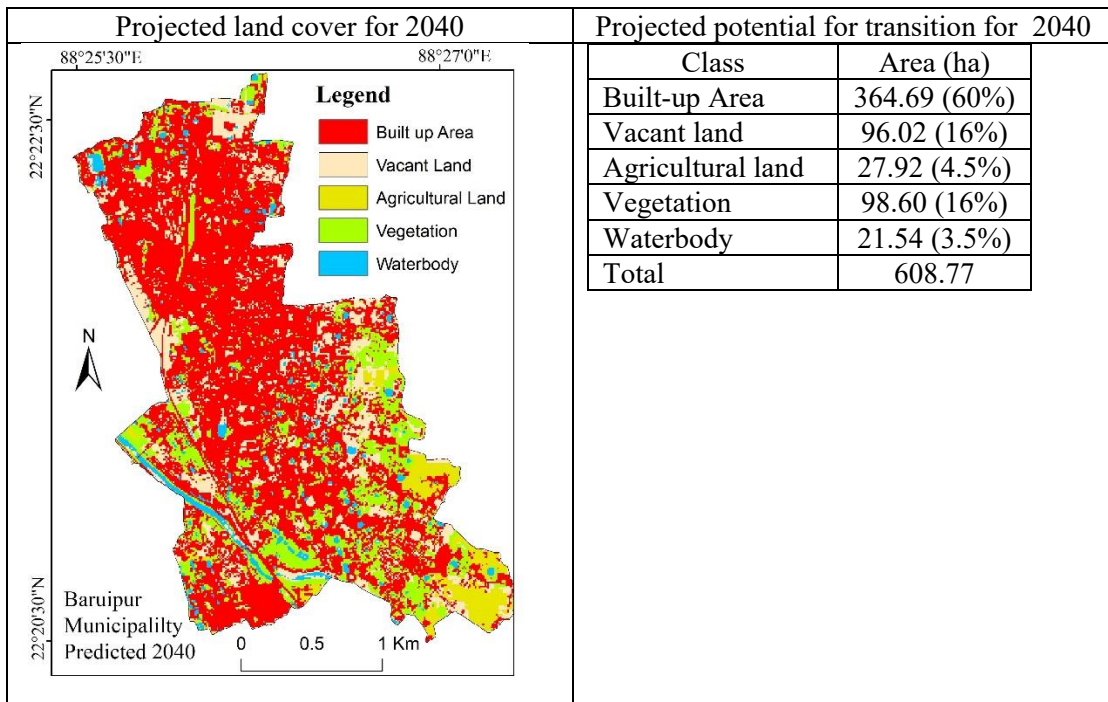 Projected land cover for 2040
Projected potential for transition for 2040
88°25'30"E
88°27'0"E
22°22'30"N
22°20'30"N
Legend
Built up Area
Vacant Land
Agricultural Land
Vegetation
Waterbody
N
Baruipur
Municipalilty
Predicted 2040
0 0.5 1 Km
Class Area (ha)
Built-up Area 364.69 (60%)
Vacant land 96.02 (16%)
Agricultural land 27.92 (4.5%)
Vegetation 98.60 (16%)
Waterbody 21.54 (3.5%)
Total 608.77